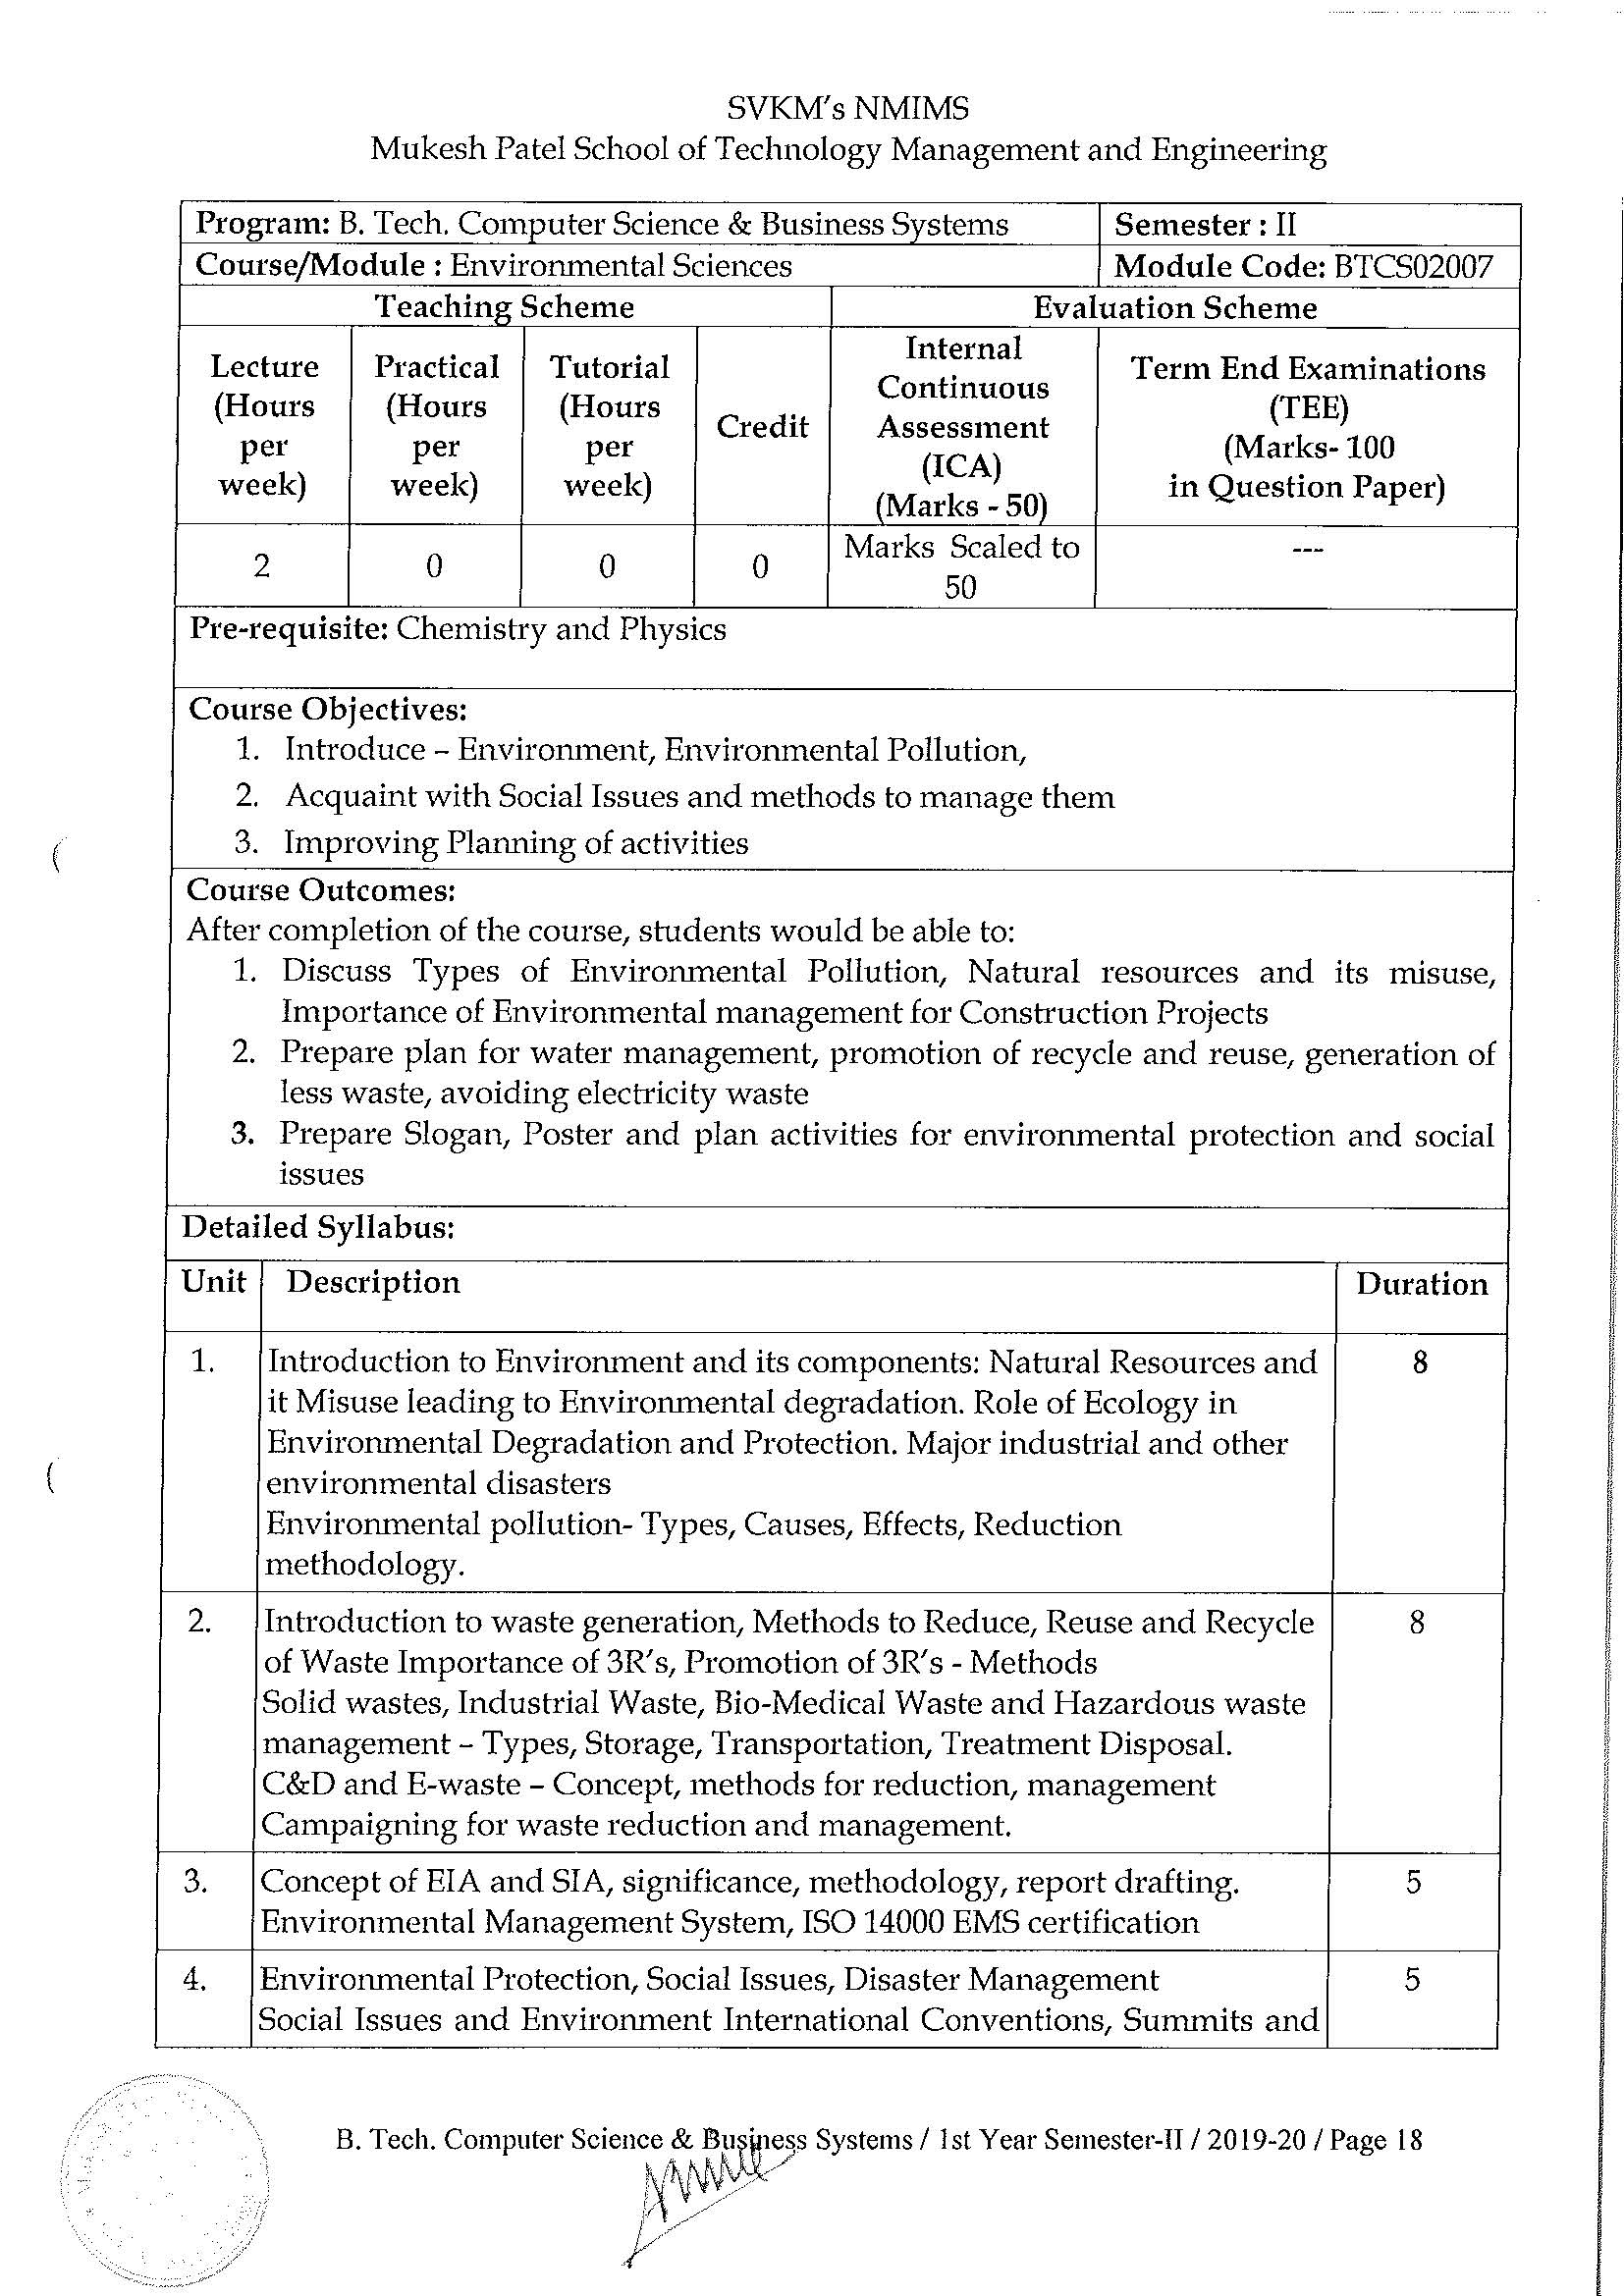 SVKM's NMIMS
Mukesh Patel School of Technology Management and Engineering
Program: B. Tech. Computer Science & Business Systems
Semester : II
Course/Module : Environmental Sciences
Module Code: BTCS02007
Teaching Scheme
Evaluation Scheme
Lecture
(Hours
per
week)
Practical
(Hours
per
week)
Tutorial
(Hours
per
week)
Credit
Internal
Continuous
Assessment
(ICA)
(Marks - 50)
Term End Examinations
(TEE)
(Marks- 100
in Question Paper)
2
0
0
0
Marks Scaled to
50
---
Pre-requisite: Chemistry and Physics
Course Objectives:
1. Introduce – Environment, Environmental Pollution,
2. Acquaint with Social Issues and methods to manage them
3. Improving Planning of activities
Course Outcomes:
After completion of the course, students would be able to:
1. Discuss Types of Environmental Pollution, Natural resources and its misuse,
Importance of Environmental management for Construction Projects
2. Prepare plan for water management, promotion of recycle and reuse, generation of
less waste, avoiding electricity waste
3. Prepare Slogan, Poster and plan activities for environmental protection and social
issues
Detailed Syllabus:
Unit Description Duration
1. Introduction to Environment and its components: Natural Resources and 8
it Misuse leading to Environmental degradation. Role of Ecology in
Environmental Degradation and Protection. Major industrial and other
environmental disasters
Environmental pollution- Types, Causes, Effects, Reduction
methodology.
2. Introduction to waste generation, Methods to Reduce, Reuse and Recycle 8
of Waste Importance of 3R's, Promotion of 3R's - Methods
Solid wastes, Industrial Waste, Bio-Medical Waste and Hazardous waste
management – Types, Storage, Transportation, Treatment Disposal.
C&D and E-waste – Concept, methods for reduction, management
Campaigning for waste reduction and management.
3. Concept of EIA and SIA, significance, methodology, report drafting. 5
Environmental Management System, ISO 14000 EMS certification
4. Environmental Protection, Social Issues, Disaster Management 5
Social Issues and Environment International Conventions, Summits and
B. Tech. Computer Science & Business Systems / 1st Year Semester-II / 2019-20 / Page 18